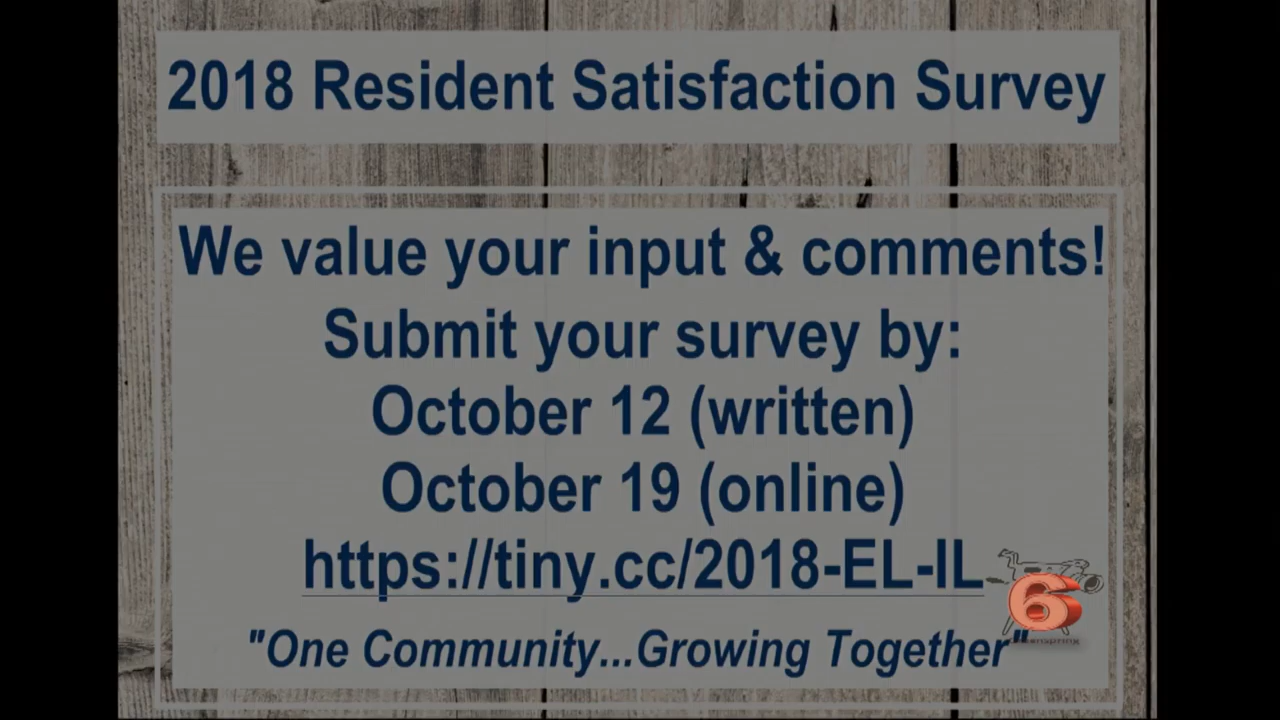 2018 Resident Satisfaction Survey
We value your input & comments!
Submit your survey by:
October 12 (written)
October 19 (online)
https://tiny.cc/2018-EL-IL
6
"One Community...Growing Together"